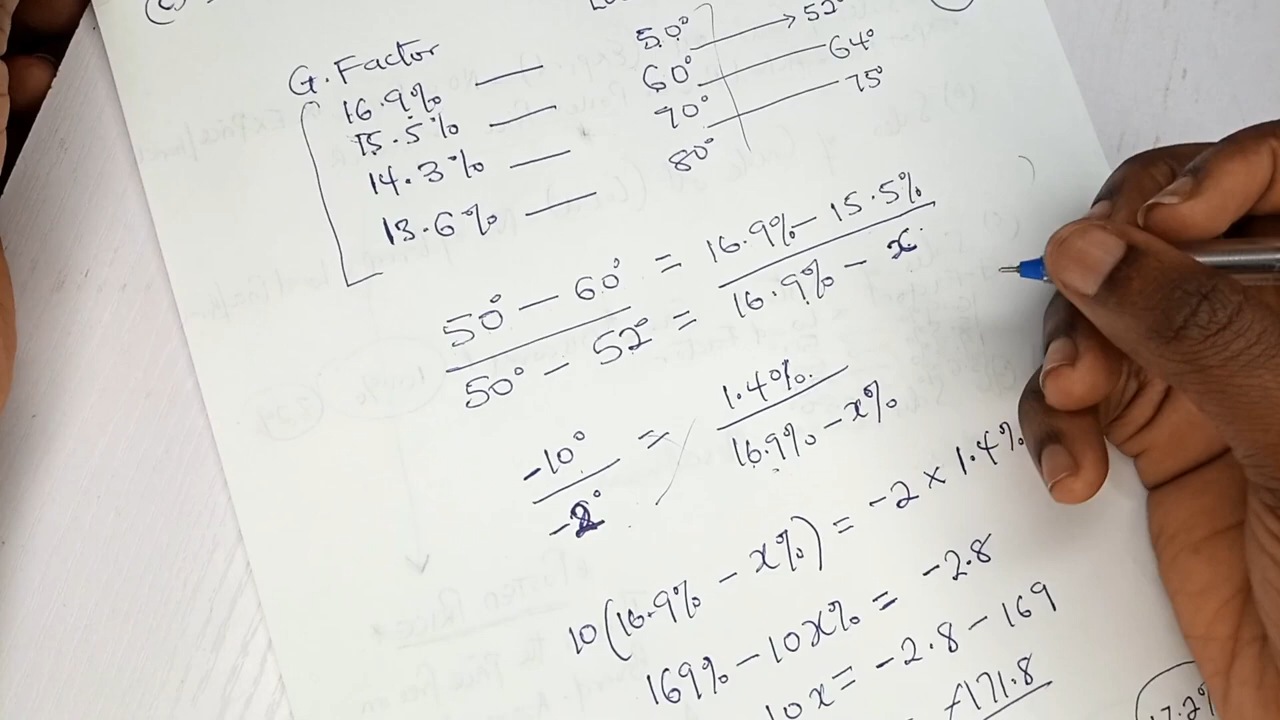 G. Factor
16.9%
15.5%
14.3%
13.6%
50° → 52°
60° 64°
90° 75°
80°
50° − 60° = 16.9% − 15.5%
50° − 52° = 16.9% − x
-10° = 1.4%
-2° 16.9% − x%
10(16.9% − x%) = −2 × 1.4%
169% − 10x% = −2.8
10x = −2.8 − 169
−171.8
17.2%